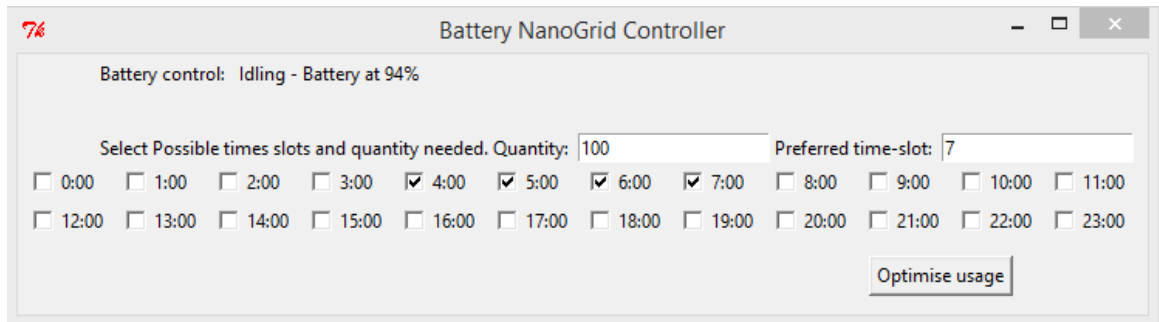 Battery NanoGrid Controller
Battery control: Idling - Battery at 94%
Select Possible times slots and quantity needed. Quantity: 100 Preferred time-slot: 7
0:00 1:00 2:00 3:00 4:00 5:00 6:00 7:00 8:00 9:00 10:00 11:00
12:00 13:00 14:00 15:00 16:00 17:00 18:00 19:00 20:00 21:00 22:00 23:00
Optimise usage